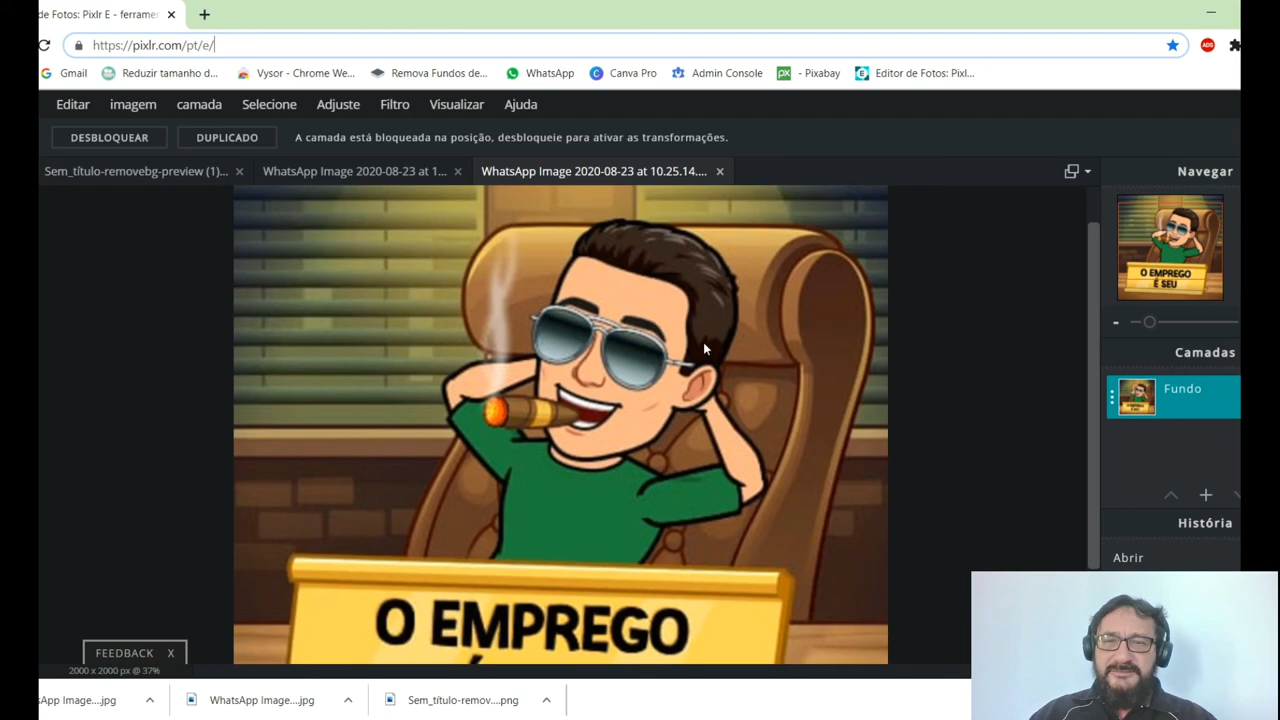 de Fotos: Pixlr E - ferrame
https://pixlr.com/pt/e/
ADS
Gmail
Reduzir tamanho d...
Vysor - Chrome We...
Remova Fundos de...
WhatsApp
Canva Pro
Admin Console
px - Pixabay
E Editor de Fotos: Pixl...
Editar imagem camada Selecione Adjuste Filtro Visualizar Ajuda
DESBLOQUEAR DUPLICADO A camada está bloqueada na posição, desbloqueie para ativar as transformações.
Sem_título-removebg-preview (1)... WhatsApp Image 2020-08-23 at 1... WhatsApp Image 2020-08-23 at 10.25.14....
Navegar
O EMPREGO
É SEU
Camadas
Fundo
História
Abrir
O EMPREGO
FEEDBACK X
2000 x 2000 px @ 37%
sApp Image....jpg WhatsApp Image....jpg Sem_título-remov....png